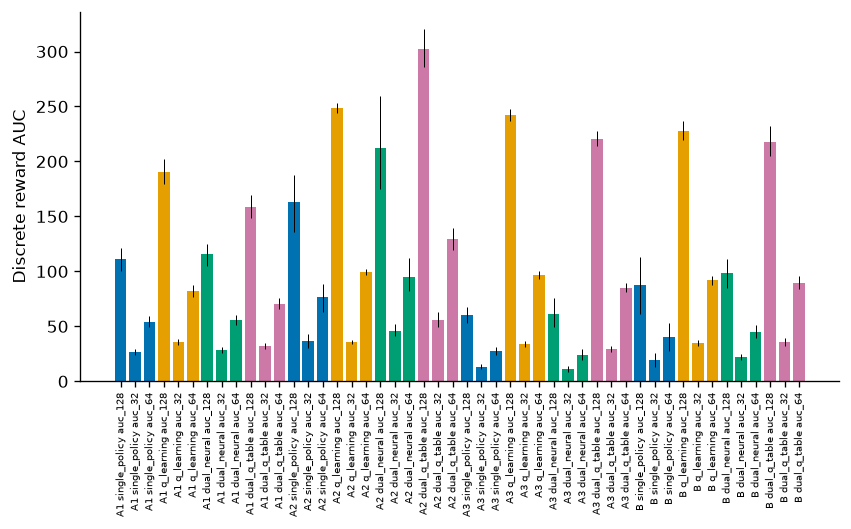 Discrete reward AUC
300
250
200
150
100
50
0
A1 single_policy auc_128
A1 single_policy auc_32
A1 single_policy auc_64
A1 q_learning auc_128
A1 q_learning auc_32
A1 q_learning auc_64
A1 dual_neural auc_128
A1 dual_neural auc_32
A1 dual_neural auc_64
A1 dual_q_table auc_128
A1 dual_q_table auc_32
A1 dual_q_table auc_64
A2 single_policy auc_128
A2 single_policy auc_32
A2 single_policy auc_64
A2 q_learning auc_128
A2 q_learning auc_32
A2 q_learning auc_64
A2 dual_neural auc_128
A2 dual_neural auc_32
A2 dual_neural auc_64
A2 dual_q_table auc_128
A2 dual_q_table auc_32
A2 dual_q_table auc_64
A3 single_policy auc_128
A3 single_policy auc_32
A3 single_policy auc_64
A3 q_learning auc_128
A3 q_learning auc_32
A3 q_learning auc_64
A3 dual_neural auc_128
A3 dual_neural auc_32
A3 dual_neural auc_64
A3 dual_q_table auc_128
A3 dual_q_table auc_32
A3 dual_q_table auc_64
B single_policy auc_128
B single_policy auc_32
B single_policy auc_64
B q_learning auc_128
B q_learning auc_32
B q_learning auc_64
B dual_neural auc_128
B dual_neural auc_32
B dual_neural auc_64
B dual_q_table auc_128
B dual_q_table auc_32
B dual_q_table auc_64